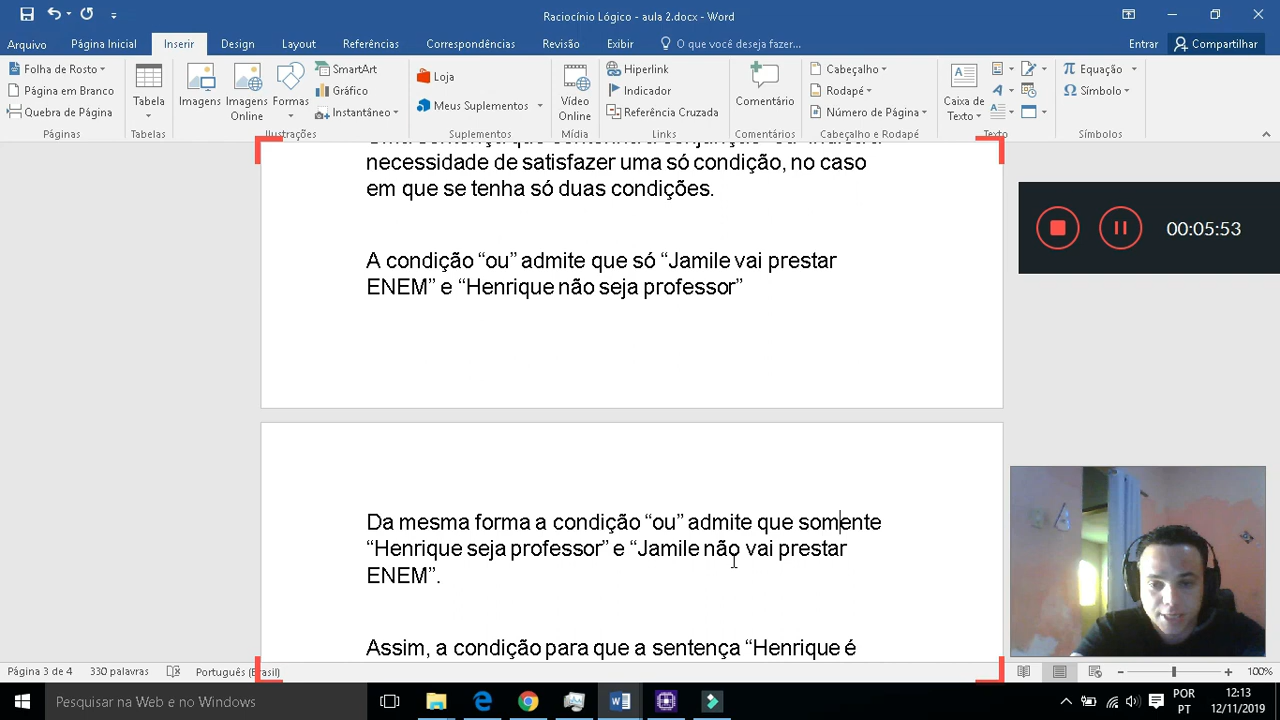 Raciocínio Lógico - aula 2.docx - Word
Arquivo Página Inicial Inserir Design Layout Referências Correspondências Revisão Exibir O que você deseja fazer... Entrar Compartilhar
Folha de Rosto
Página em Branco
Quebra de Página
Páginas
Tabela
Tabelas
Imagens
Imagens Online
Formas
SmartArt
Gráfico
Instantâneo
Ilustrações
Loja
Meus Suplementos
Suplementos
Vídeo Online
Mídia
Hiperlink
Indicador
Referência Cruzada
Links
Comentário
Comentários
Cabeçalho
Rodapé
Número de Página
Cabeçalho e Rodapé
Caixa de Texto
Texto
Equação
Símbolo
Símbolos
necessidade de satisfazer uma só condição, no caso
em que se tenha só duas condições.
A condição “ou” admite que só “Jamile vai prestar
ENEM” e “Henrique não seja professor”
00:05:53
Da mesma forma a condição “ou” admite que somente
“Henrique seja professor” e “Jamile não vai prestar
ENEM”.
Assim, a condição para que a sentença “Henrique é
Página 3 de 4 330 palavras Português (Brasil) 100%
Pesquisar na Web e no Windows
POR
PT
12:13
12/11/2019